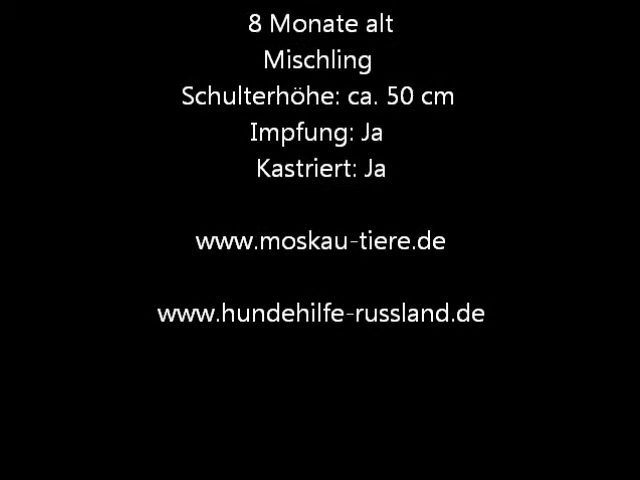 8 Monate alt
Mischling
Schulterhöhe: ca. 50 cm
Impfung: Ja
Kastriert: Ja
www.moskau-tiere.de
www.hundehilfe-russland.de